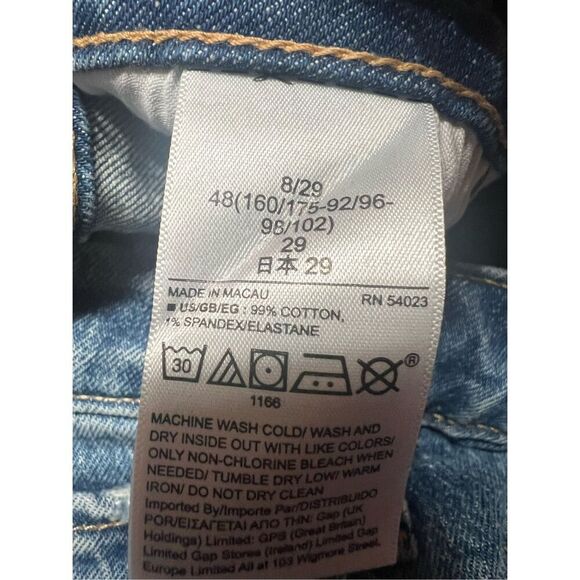 8/29
48(160/175-92/96-
98/102)
29
日本 29
MADE IN MACAU RN 54023
■ US/GB/EG : 99% COTTON,
1% SPANDEX/ELASTANE
30 ®
1166
MACHINE WASH COLD/ WASH AND
DRY INSIDE OUT WITH LIKE COLORS/
ONLY NON-CHLORINE BLEACH WHEN
NEEDED/ TUMBLE DRY LOW/ WARM
IRON/ DO NOT DRY CLEAN
Imported By/Importe Par/DISTRIBUIDO
POR/ΕΙΣΑΓΕΤΑΙ ΑΠΟ ΤΗΝ: Gap (UK
Holdings) Limited: GPS (Great Britain)
Limited Gap Stores (Ireland) Limited Gap
Europe Limited All at 103 Wigmore Street,